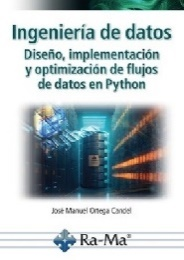 Ingeniería de datos
Diseño, implementación
y optimización de flujos
de datos en Python
José Manuel Ortega Candel
Ra-Ma®